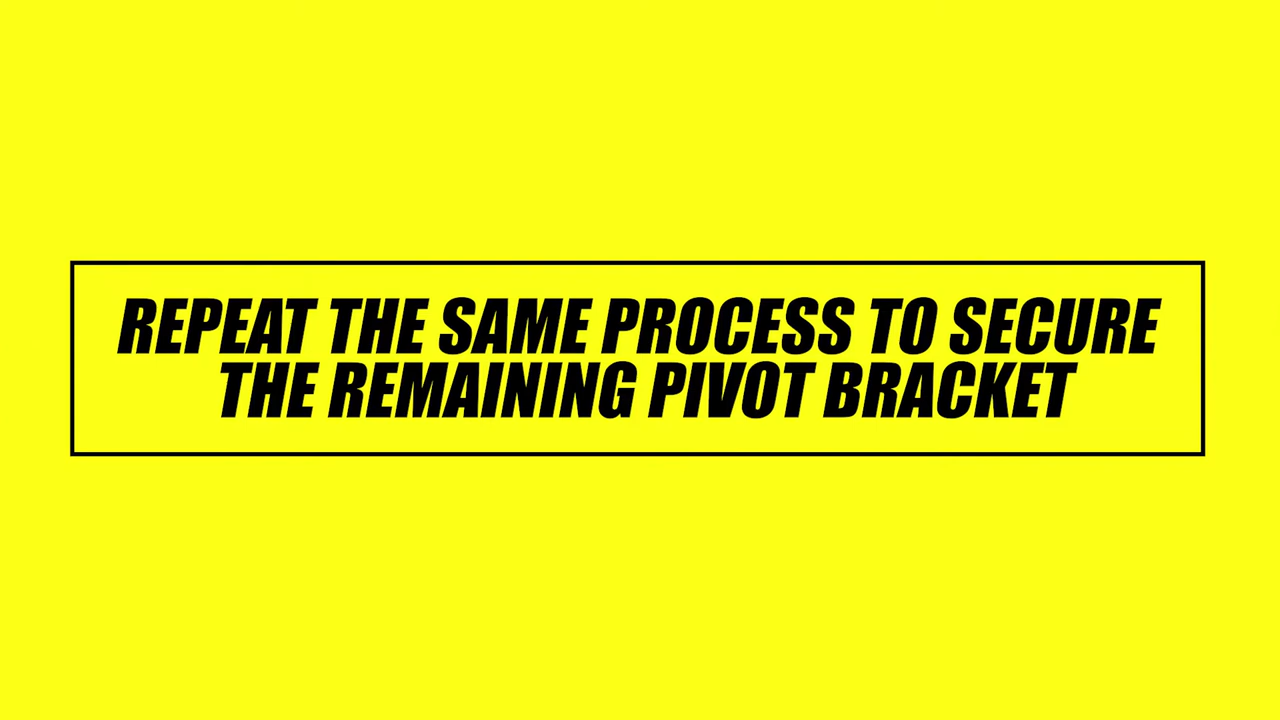 REPEAT THE SAME PROCESS TO SECURE
THE REMAINING PIVOT BRACKET